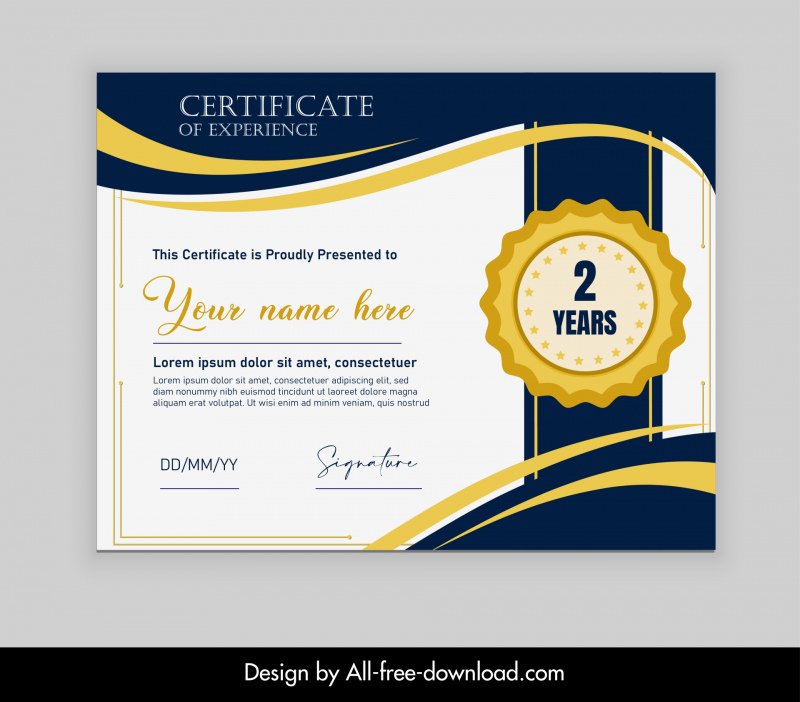 CERTIFICATE
OF EXPERIENCE
This Certificate is Proudly Presented to
Your name here
Lorem ipsum dolor sit amet, consectetuer
Lorem ipsum dolor sit amet, consectetuer adipiscing elit, sed
diam nonummy nibh euismod tincidunt ut laoreet dolore magna
aliquam erat volutpat. Ut wisi enim ad minim veniam, quis nostrud
DD/MM/YY
Signature
2
YEARS
Design by All-free-download.com